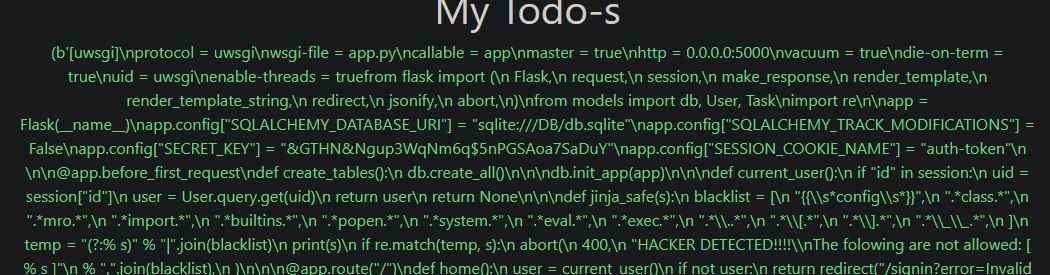 My Todo-s
(b'[uwsgi]\nprotocol = uwsgi\nwsgi-file = app.py\ncallable = app\nmaster = true\nhttp = 0.0.0.0:5000\nvacuum = true\ndie-on-term =
true\nuid = uwsgi\nenable-threads = truefrom flask import (\n Flask,\n request,\n session,\n make_response,\n render_template,\n
render_template_string,\n redirect,\n jsonify,\n abort,\n)\nfrom models import db, User, Task\nimport re\n\napp =
Flask(__name__)\napp.config["SQLALCHEMY_DATABASE_URI"] = "sqlite:///DB/db.sqlite"\napp.config["SQLALCHEMY_TRACK_MODIFICATIONS"] =
False\napp.config["SECRET_KEY"] = "&GTHN&Ngup3WqNm6q$5nPGSAoa7SaDuY"\napp.config["SESSION_COOKIE_NAME"] = "auth-token"\n
\n\n@app.before_first_request\ndef create_tables():\n db.create_all()\n\n\ndb.init_app(app)\n\n\ndef current_user():\n if "id" in session:\n uid =
session["id"]\n user = User.query.get(uid)\n return user\n return None\n\n\ndef jinja_safe(s):\n blacklist = [\n "{{\\s*config\\s*}}",\n ".*class.*",\n
".*mro.*",\n ".*import.*",\n ".*builtins.*",\n ".*popen.*",\n ".*system.*",\n ".*eval.*",\n ".*exec.*",\n ".*\\..*",\n ".*\\[.*",\n ".*\\].*",\n ".*\\_\\_.*",\n ]\n
temp = "(?:% s)" % "|".join(blacklist)\n print(s)\n if re.match(temp, s):\n abort(\n 400,\n "HACKER DETECTED!!!!\\nThe folowing are not allowed: [
% s ]"\n % ",".join(blacklist),\n )\n\n\n@app.route("/")\ndef home():\n user = current_user()\n if not user:\n return redirect("/signin?error=Invalid